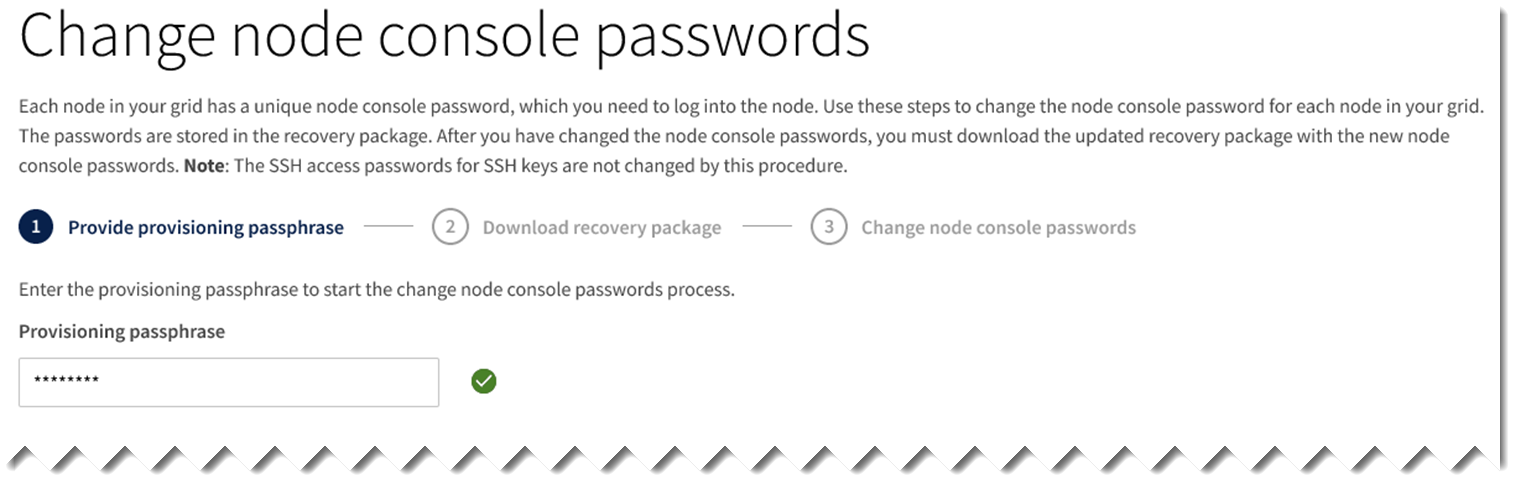 Change node console passwords
Each node in your grid has a unique node console password, which you need to log into the node. Use these steps to change the node console password for each node in your grid.
The passwords are stored in the recovery package. After you have changed the node console passwords, you must download the updated recovery package with the new node
console passwords. Note: The SSH access passwords for SSH keys are not changed by this procedure.
1 Provide provisioning passphrase 2 Download recovery package 3 Change node console passwords
Enter the provisioning passphrase to start the change node console passwords process.
Provisioning passphrase
********